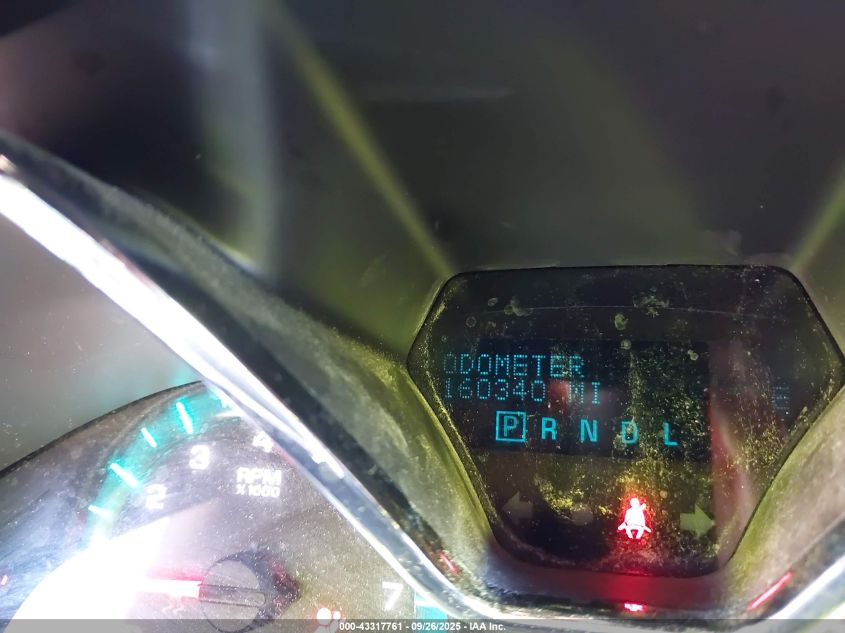 ODOMETER
160340 MI
P R N D L
4
3
2
RPM
X1000
7
000-43317761 - 09/26/2025 - IAA Inc.